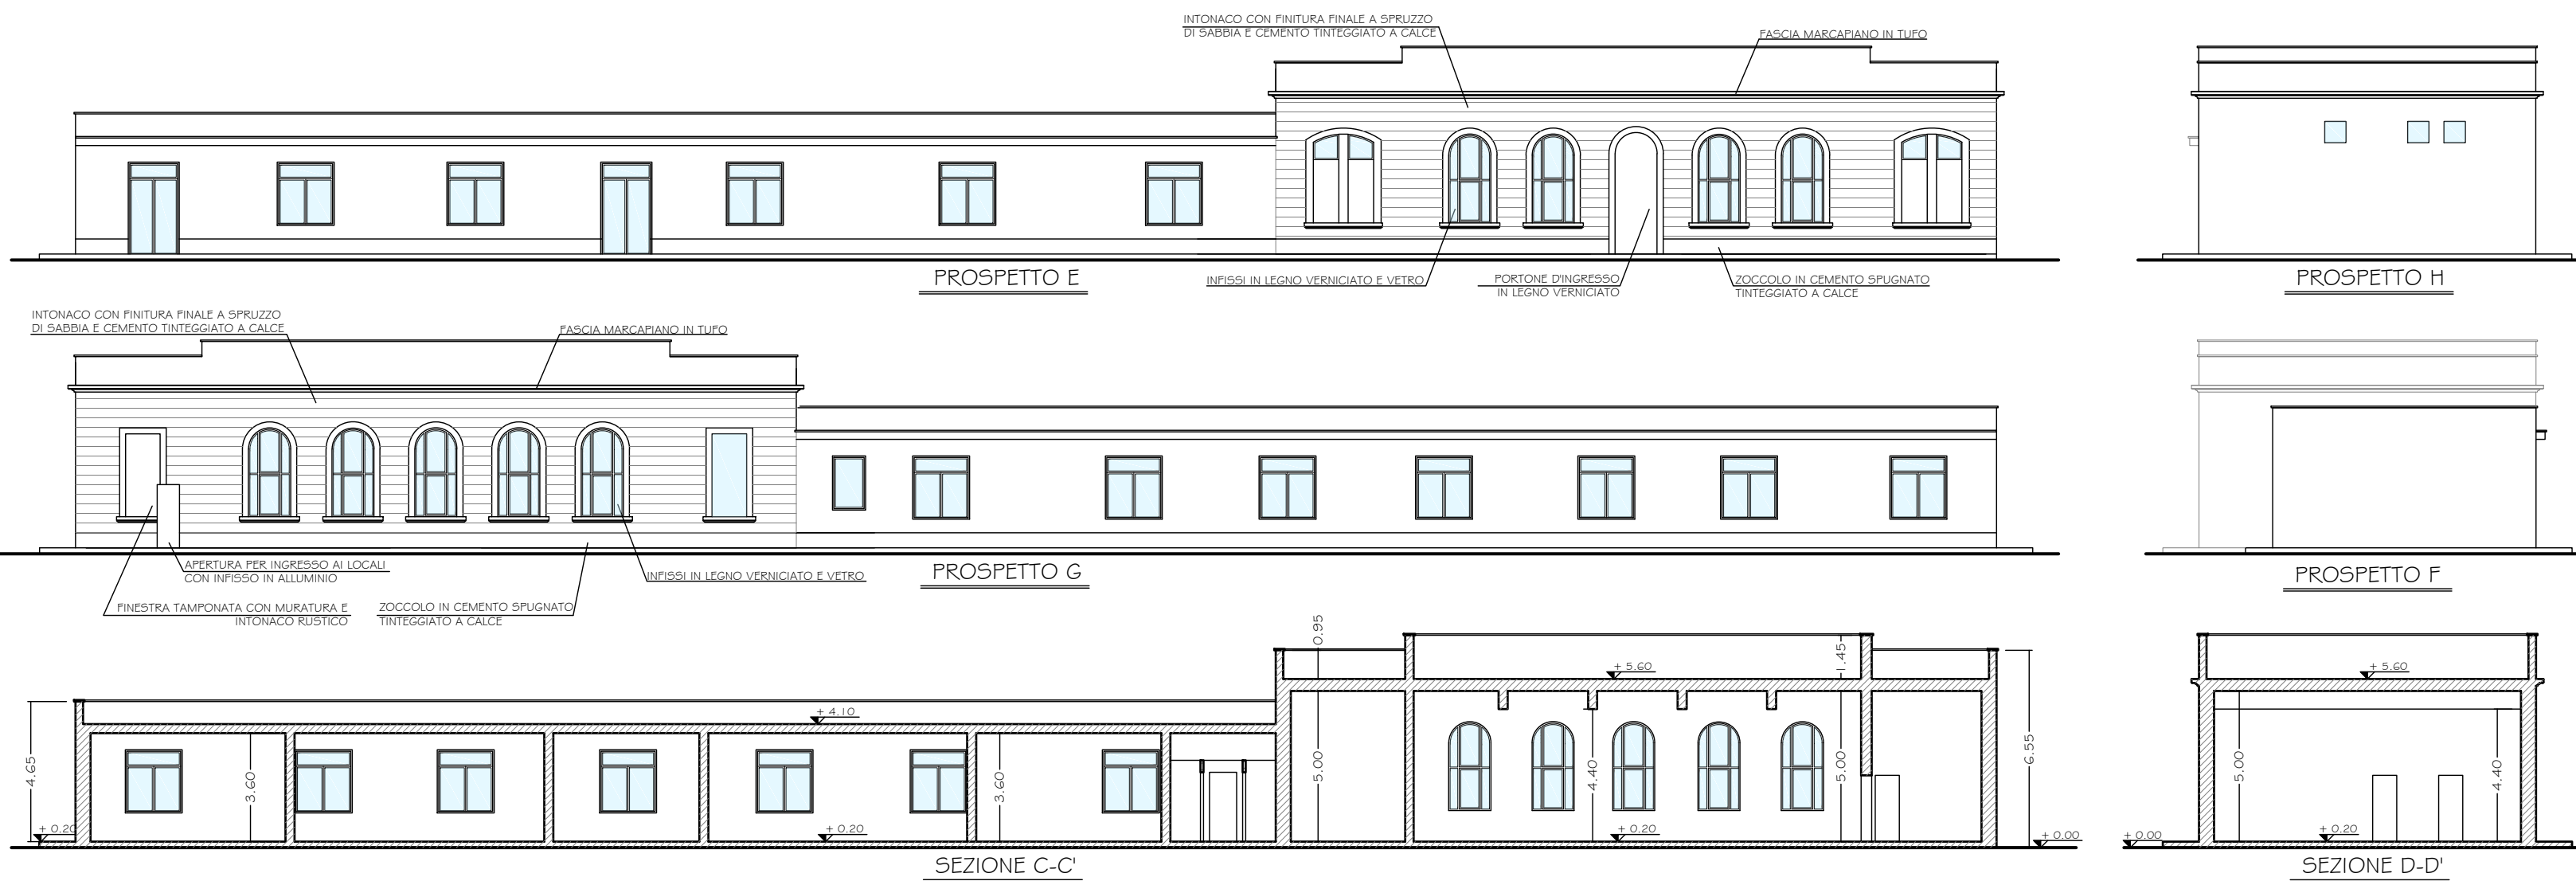 INTONACO CON FINITURA FINALE A SPRUZZO
DI SABBIA E CEMENTO TINTEGGIATO A CALCE
FASCIA MARCAPIANO IN TUFO
INFISSI IN LEGNO VERNICIATO E VETRO
PORTONE D'INGRESSO
IN LEGNO VERNICIATO
ZOCCOLO IN CEMENTO SPUGNATO
TINTEGGIATO A CALCE
PROSPETTO E
PROSPETTO H
INTONACO CON FINITURA FINALE A SPRUZZO
DI SABBIA E CEMENTO TINTEGGIATO A CALCE
FASCIA MARCAPIANO IN TUFO
APERTURA PER INGRESSO AI LOCALI
CON INFISSO IN ALLUMINIO
INFISSI IN LEGNO VERNICIATO E VETRO
FINESTRA TAMPONATA CON MURATURA E
INTONACO RUSTICO
ZOCCOLO IN CEMENTO SPUGNATO
TINTEGGIATO A CALCE
PROSPETTO G
PROSPETTO F
0.95
1.45
+ 5.60
+ 5.60
+ 4.10
4.65
3.60
3.60
5.00
4.40
5.00
6.55
5.00
4.40
+ 0.20
+ 0.20
+ 0.20
+ 0.00
+ 0.00
+ 0.20
SEZIONE C-C'
SEZIONE D-D'